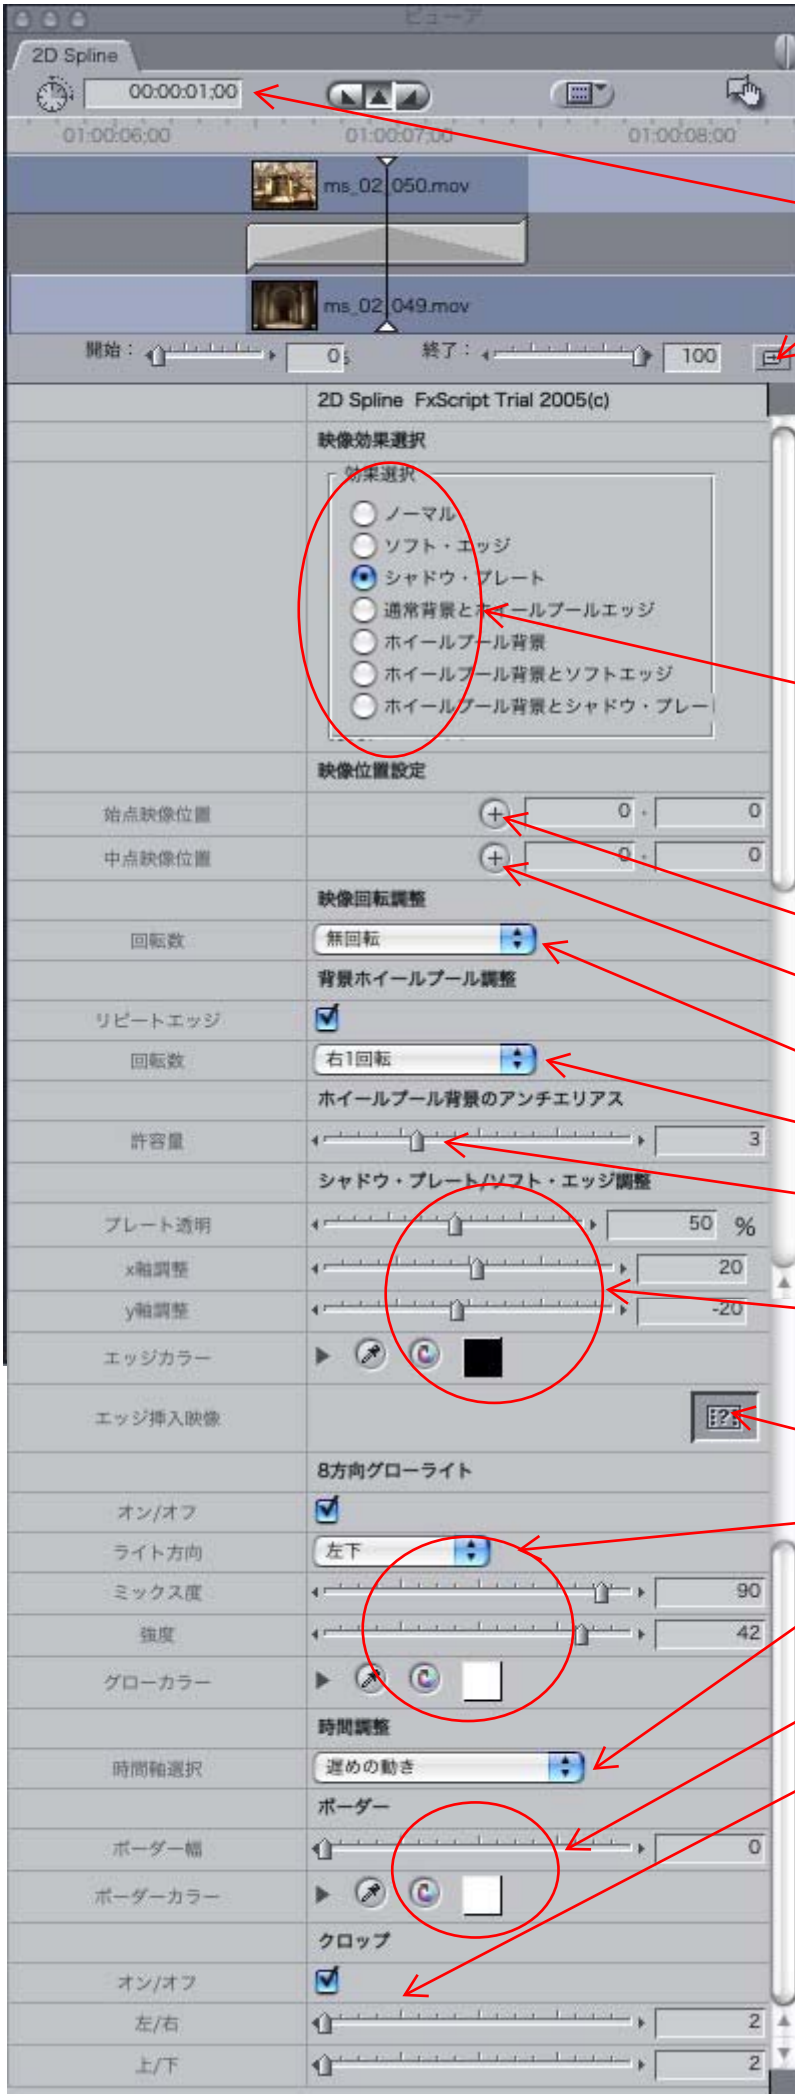 ビューア
2D Spline
00:00:01;00
01:00:06;00 01:00:07;00 01:00:08;00
ms_02_050.mov
ms_02_049.mov
開始： 0 終了： 100
2D Spline FxScript Trial 2005(c)
映像効果選択
効果選択
ノーマル
ソフト・エッジ
シャドウ・プレート
通常背景とホイールプールエッジ
ホイールプール背景
ホイールプール背景とソフトエッジ
ホイールプール背景とシャドウ・プレー
映像位置設定
始点映像位置 0 , 0
中点映像位置 0 , 0
映像回転調整
回転数 無回転
背景ホイールプール調整
リピートエッジ
回転数 右1回転
ホイールプール背景のアンチエリアス
許容量 3
シャドウ・プレート/ソフト・エッジ調整
プレート透明 50 %
x軸調整 20
y軸調整 -20
エッジカラー
エッジ挿入映像 ?
8方向グローライト
オン/オフ
ライト方向 左下
ミックス度 90
強度 42
グローカラー
時間調整
時間軸選択 遅めの動き
ボーダー
ボーダー幅 0
ボーダーカラー
クロップ
オン/オフ
左/右 2
上/下 2